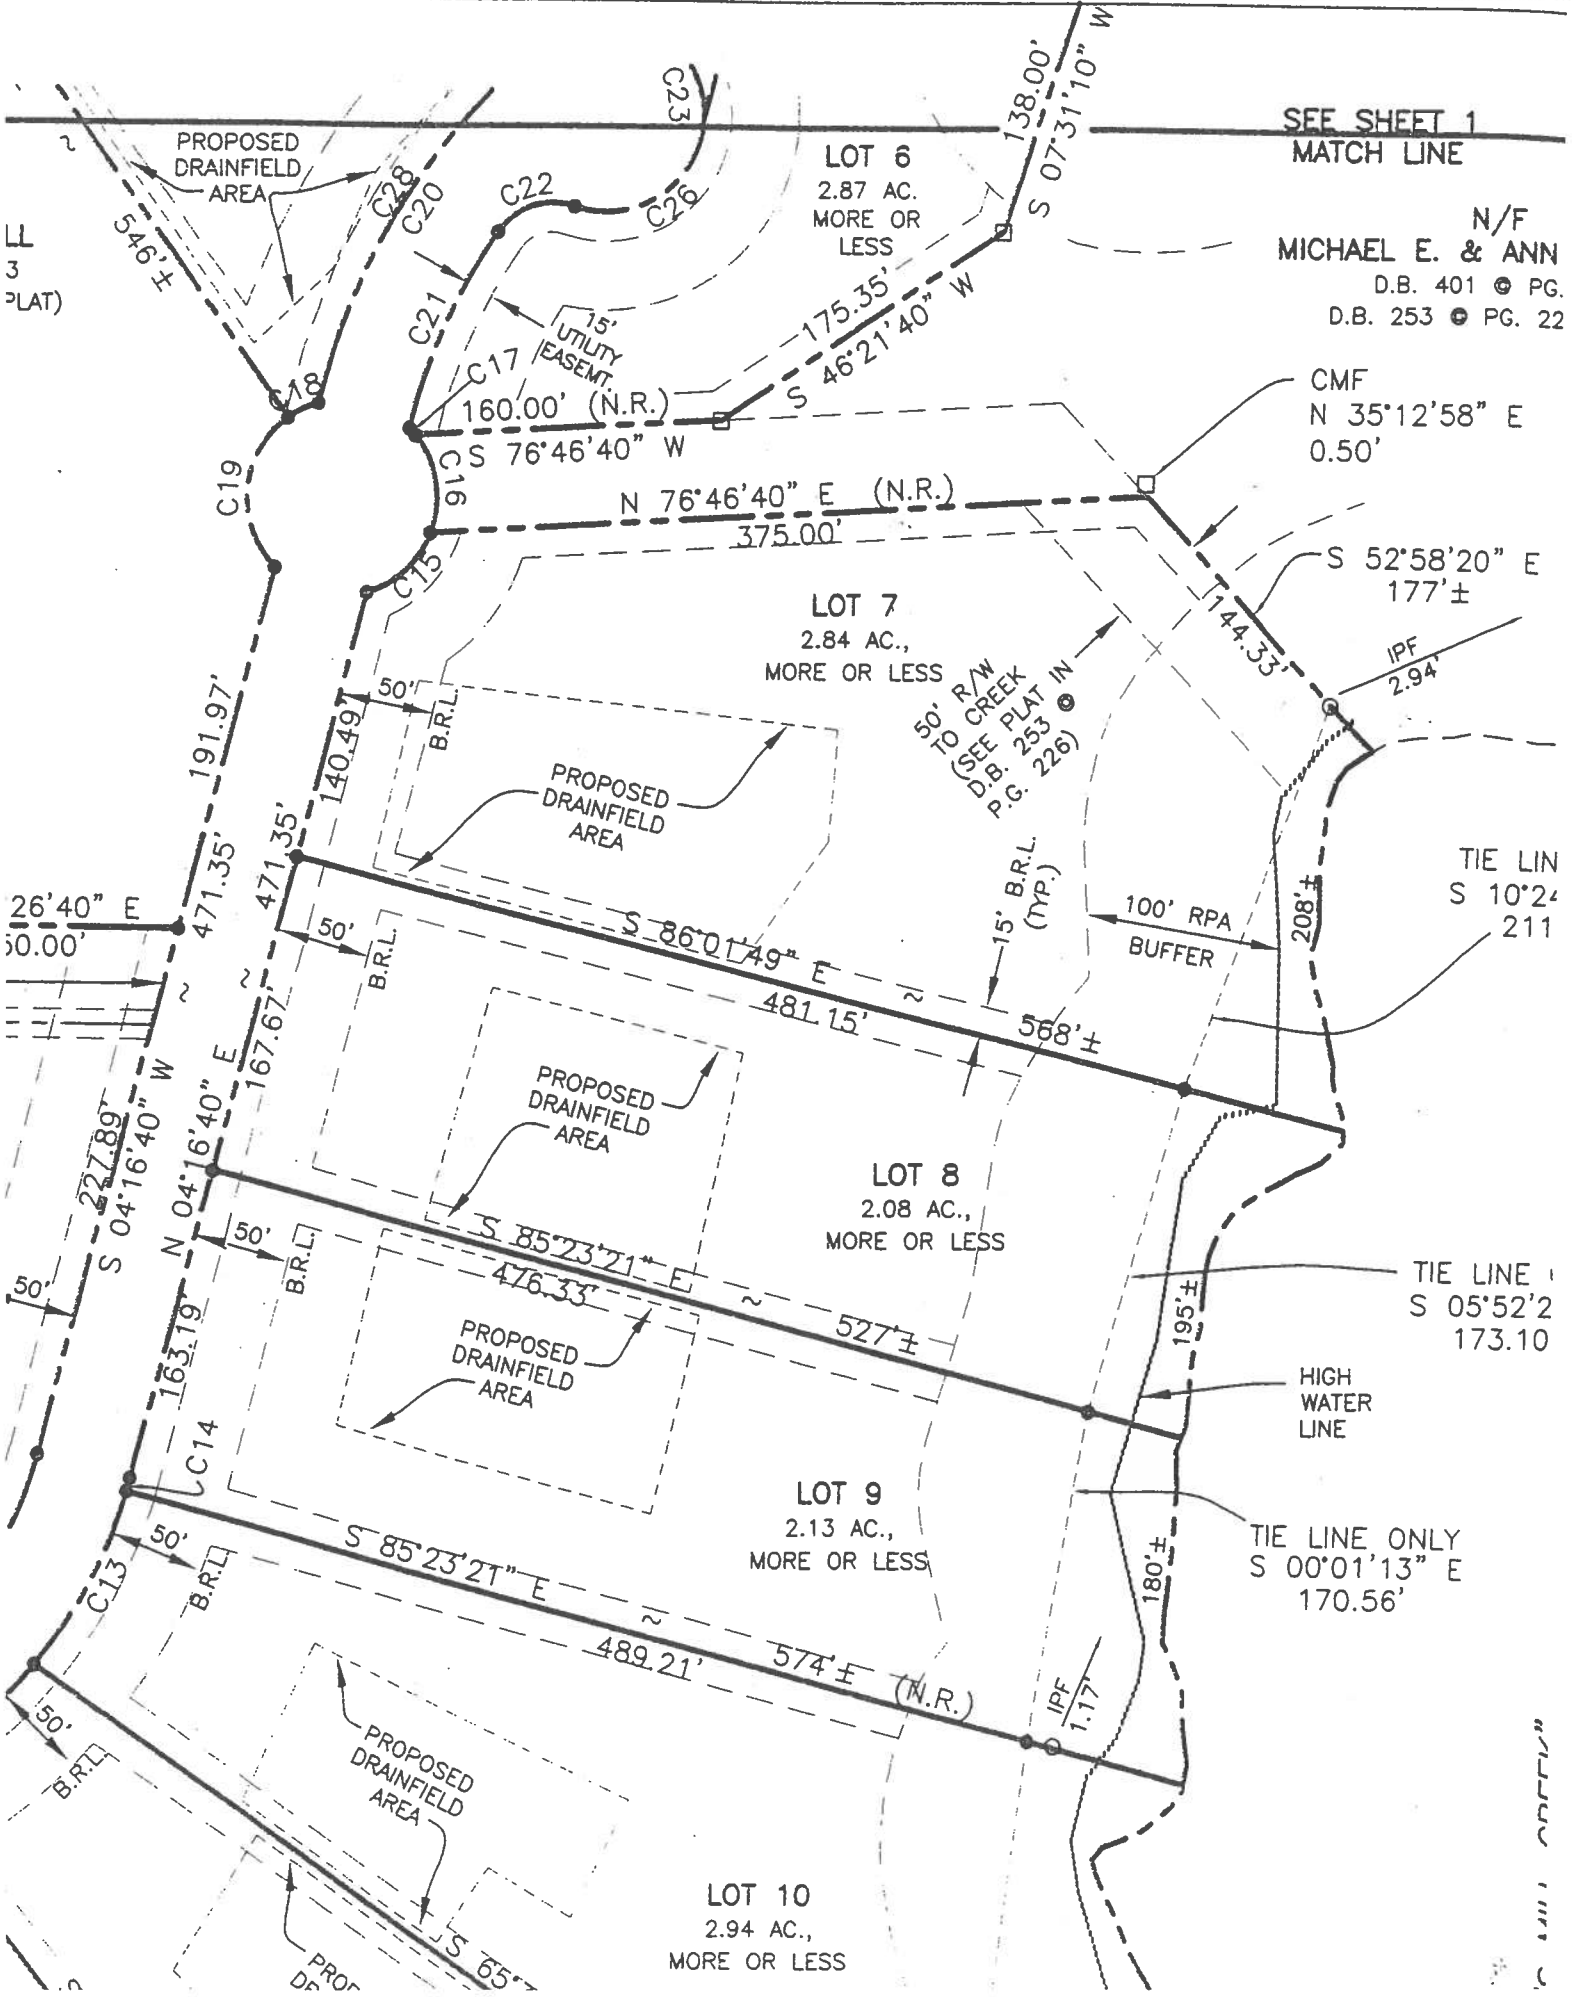 SEE SHEET 1
MATCH LINE
138.00'
S 07°31'10" W
C23
PROPOSED
DRAINFIELD
AREA
C28
C20
C22
C26
LOT 6
2.87 AC.
MORE OR
LESS
N/F
MICHAEL E. & ANN
D.B. 401 @ PG.
D.B. 253 @ PG. 22
LL
3
PLAT)
546'±
C21
15'
UTILITY
EASEMT.
175.35'
S 46°21'40" W
C17
C18
160.00' (N.R.)
S 76°46'40" W
C16
C19
CMF
N 35°12'58" E
0.50'
N 76°46'40" E (N.R.)
375.00'
C15
S 52°58'20" E
177'±
144.33'
IPF
2.94'
LOT 7
2.84 AC.,
MORE OR LESS
50' R/W
TO CREEK
(SEE PLAT IN
D.B. 253 @
P.G. 226)
50'
B.R.L.
191.97'
140.49'
PROPOSED
DRAINFIELD
AREA
471.35'
471.35'
15' B.R.L.
(TYP.)
100' RPA
BUFFER
208'±
TIE LIN
S 10°24
211
26'40" E
50.00'
50'
B.R.L.
S 86°01'49" E ~ 568'±
481.15'
~
~
167.67'
PROPOSED
DRAINFIELD
AREA
227.89'
S 04°16'40" W
N 04°16'40" E
LOT 8
2.08 AC.,
MORE OR LESS
50'
50'
B.R.L.
S 85°23'21" E ~ 527'±
476.33'
195'±
TIE LINE
S 05°52'2
173.10
163.19'
PROPOSED
DRAINFIELD
AREA
HIGH
WATER
LINE
C14
LOT 9
2.13 AC.,
MORE OR LESS
50'
B.R.L.
C13
S 85°23'21" E ~ 574'± (N.R.)
489.21'
180'±
TIE LINE ONLY
S 00°01'13" E
170.56'
IPF
1.17'
50'
B.R.L.
PROPOSED
DRAINFIELD
AREA
LOT 10
2.94 AC.,
MORE OR LESS
S 65°